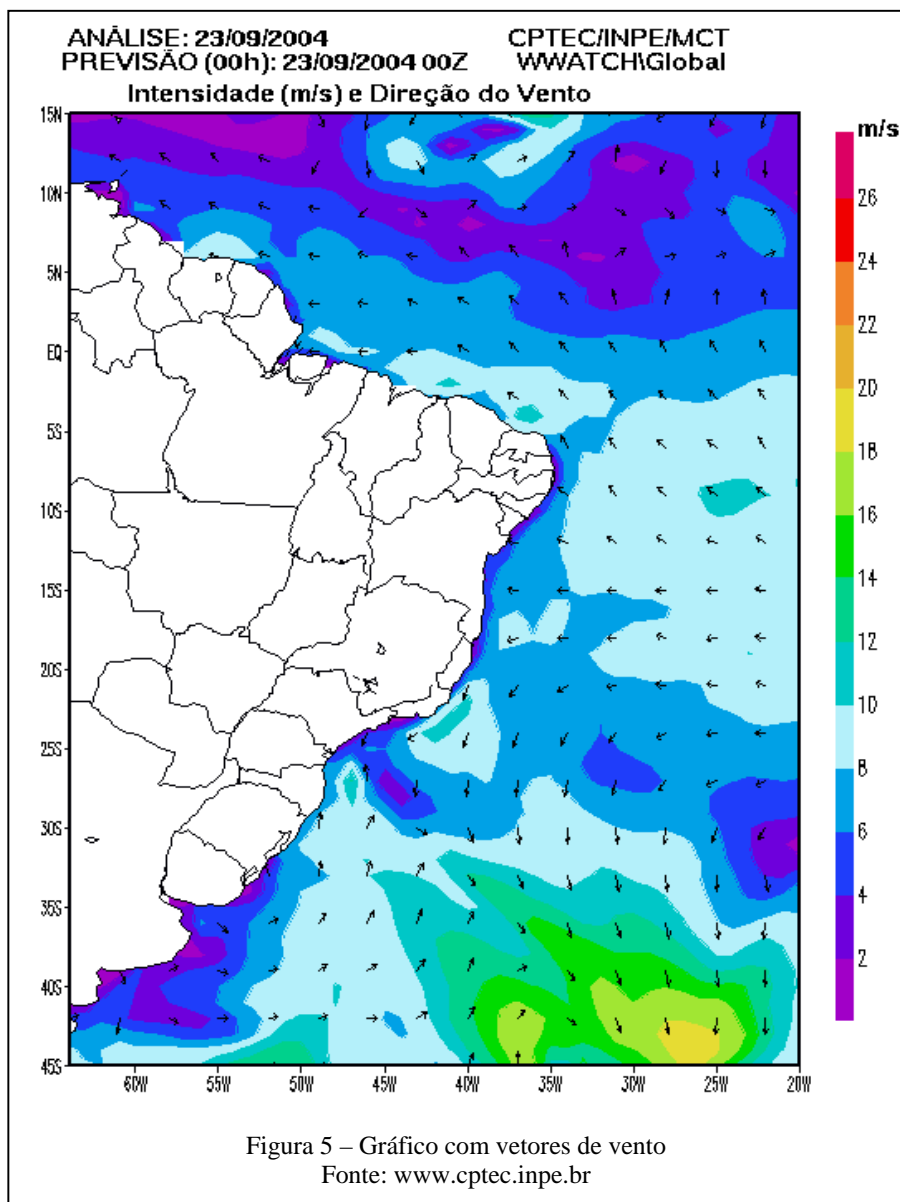 ANÁLISE: 23/09/2004 CPTEC/INPE/MCT
PREVISÃO (00h): 23/09/2004 00Z WWATCH\Global
Intensidade (m/s) e Direção do Vento
m/s
15N
10N
5N
EQ
5S
10S
15S
20S
25S
30S
35S
40S
45S
60W 55W 50W 45W 40W 35W 30W 25W 20W
26
24
22
20
18
16
14
12
10
8
6
4
2
Figura 5 – Gráfico com vetores de vento
Fonte: www.cptec.inpe.br